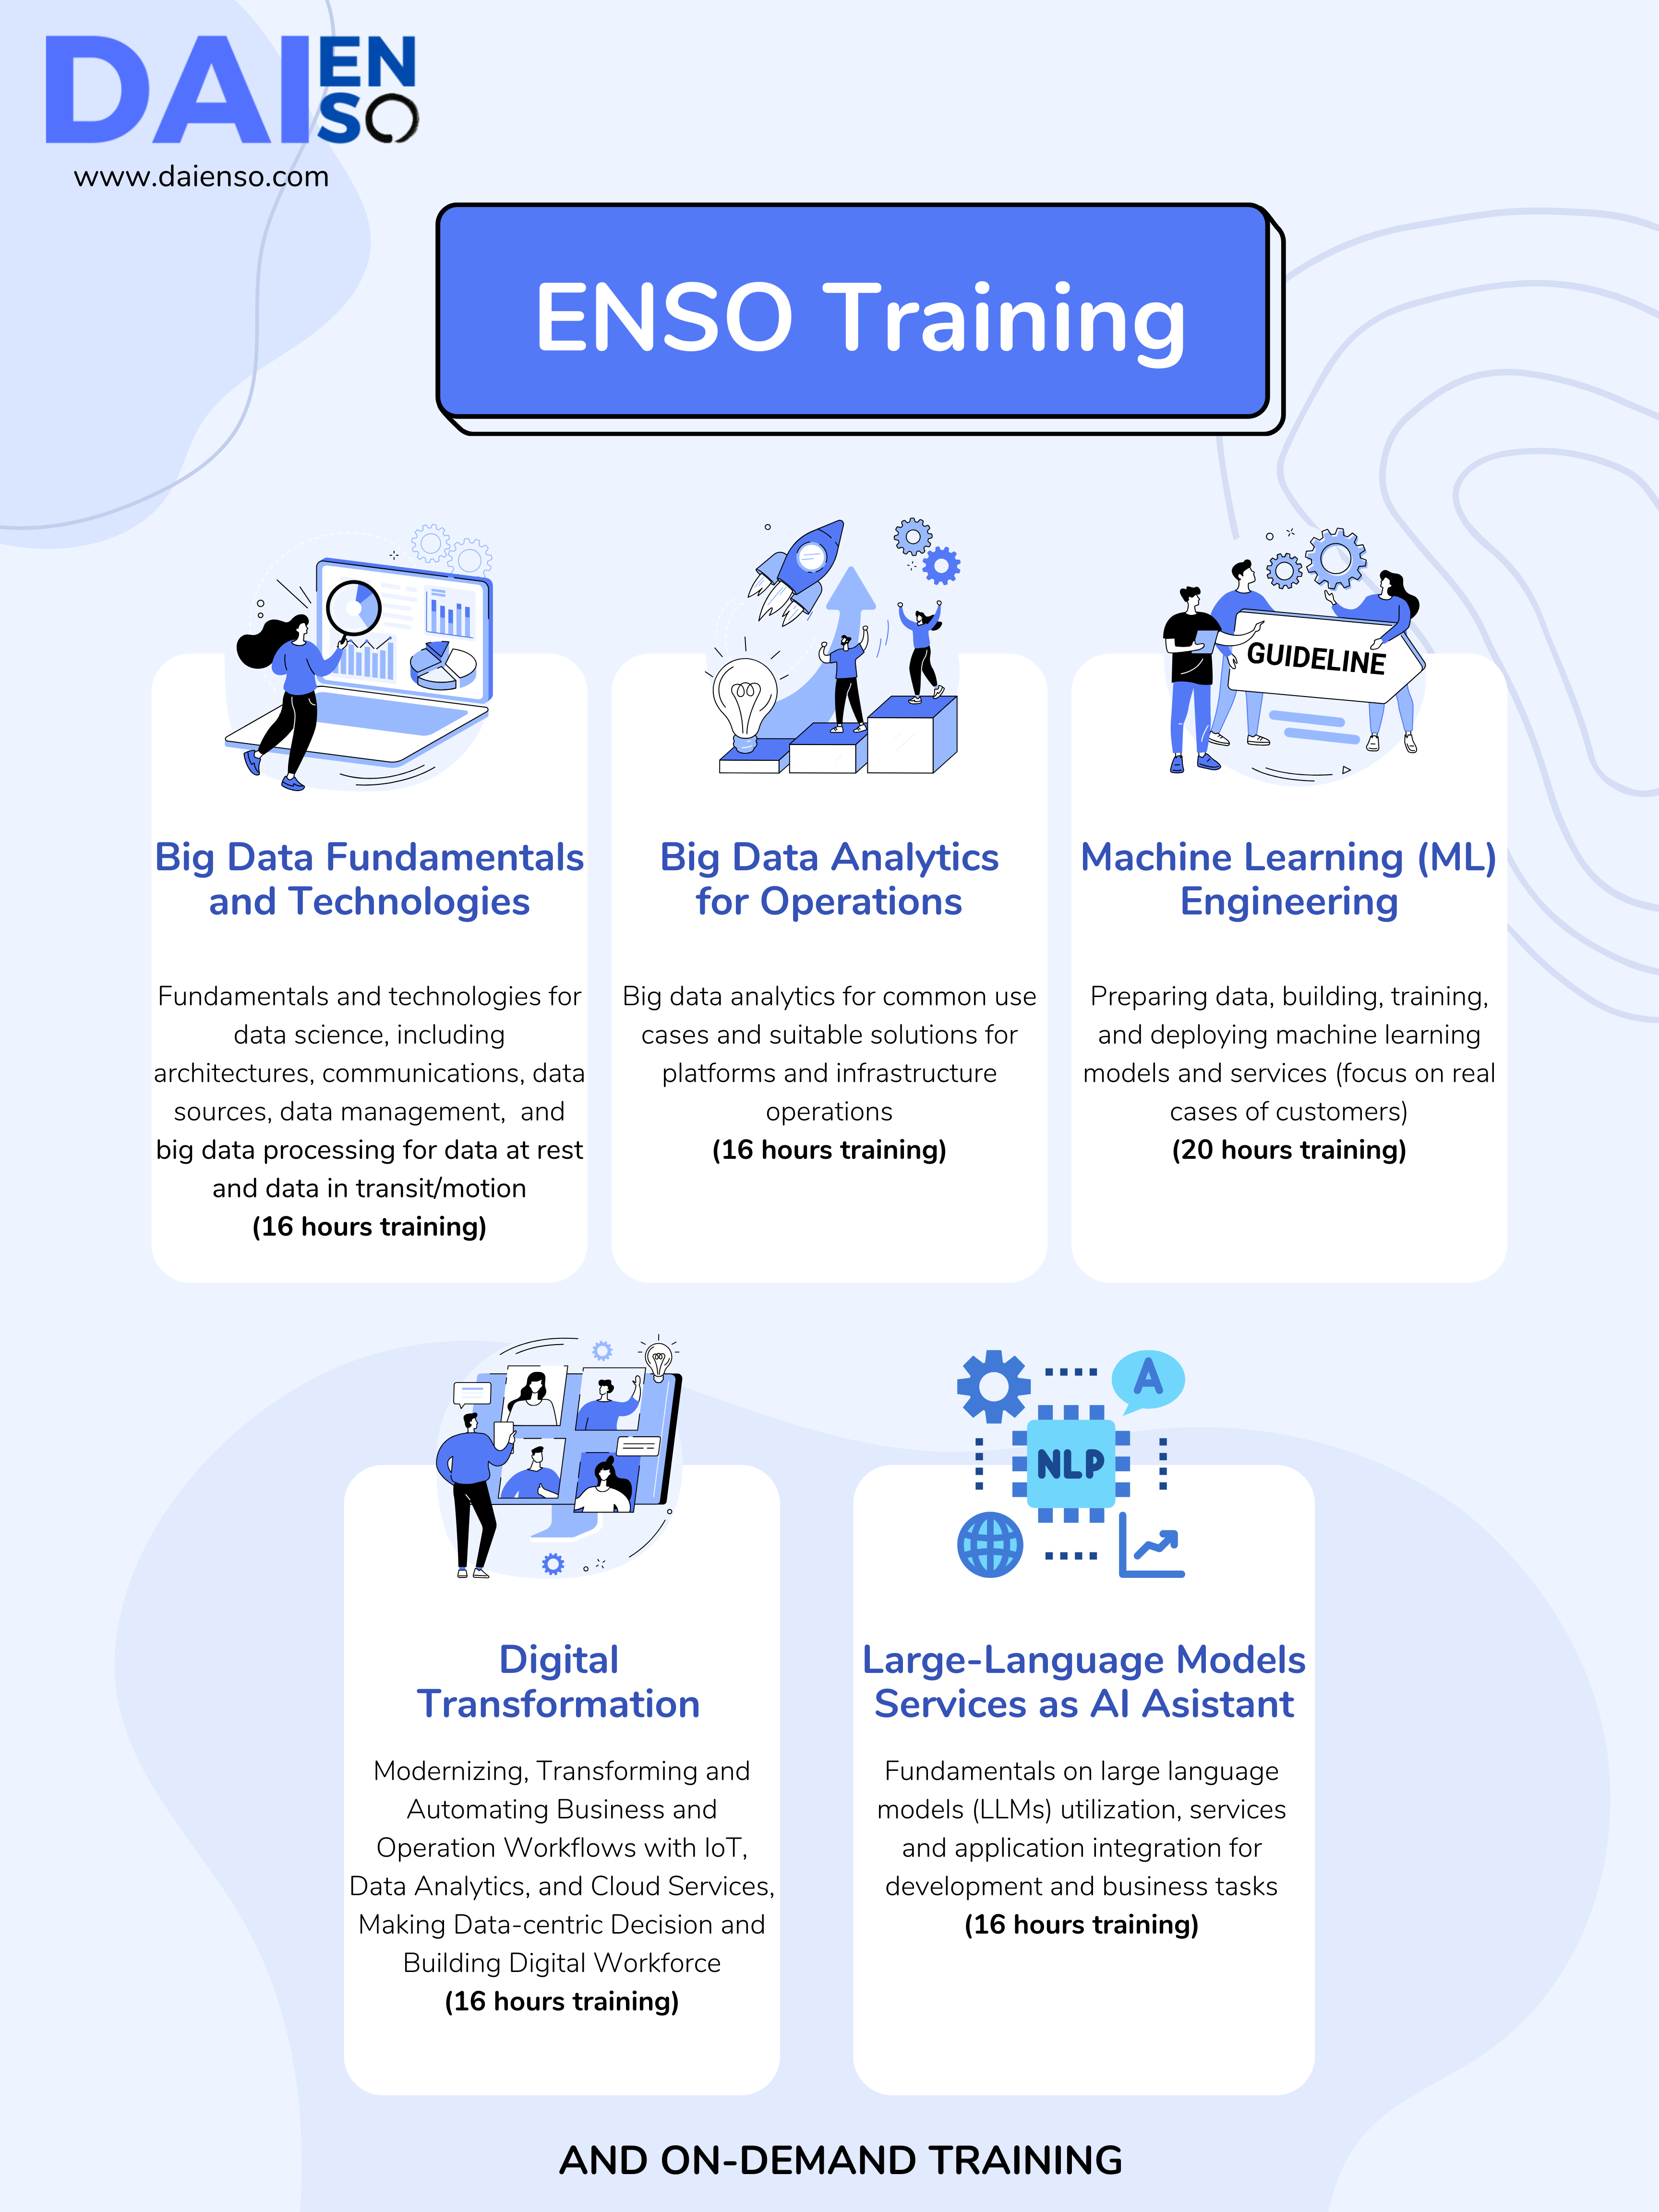 DAI EN
SO
www.daienso.com
ENSO Training
GUIDELINE
Big Data Fundamentals
and Technologies
Fundamentals and technologies for
data science, including
architectures, communications, data
sources, data management,  and
big data processing for data at rest
and data in transit/motion
(16 hours training)
Big Data Analytics
for Operations
Big data analytics for common use
cases and suitable solutions for
platforms and infrastructure
operations
(16 hours training)
Machine Learning (ML)
Engineering
Preparing data, building, training,
and deploying machine learning
models and services (focus on real
cases of customers)
(20 hours training)
Digital
Transformation
Modernizing, Transforming and
Automating Business and
Operation Workflows with IoT,
Data Analytics, and Cloud Services,
Making Data-centric Decision and
Building Digital Workforce
(16 hours training)
A
NLP
Large-Language Models
Services as AI Asistant
Fundamentals on large language
models (LLMs) utilization, services
and application integration for
development and business tasks
(16 hours training)
AND ON-DEMAND TRAINING